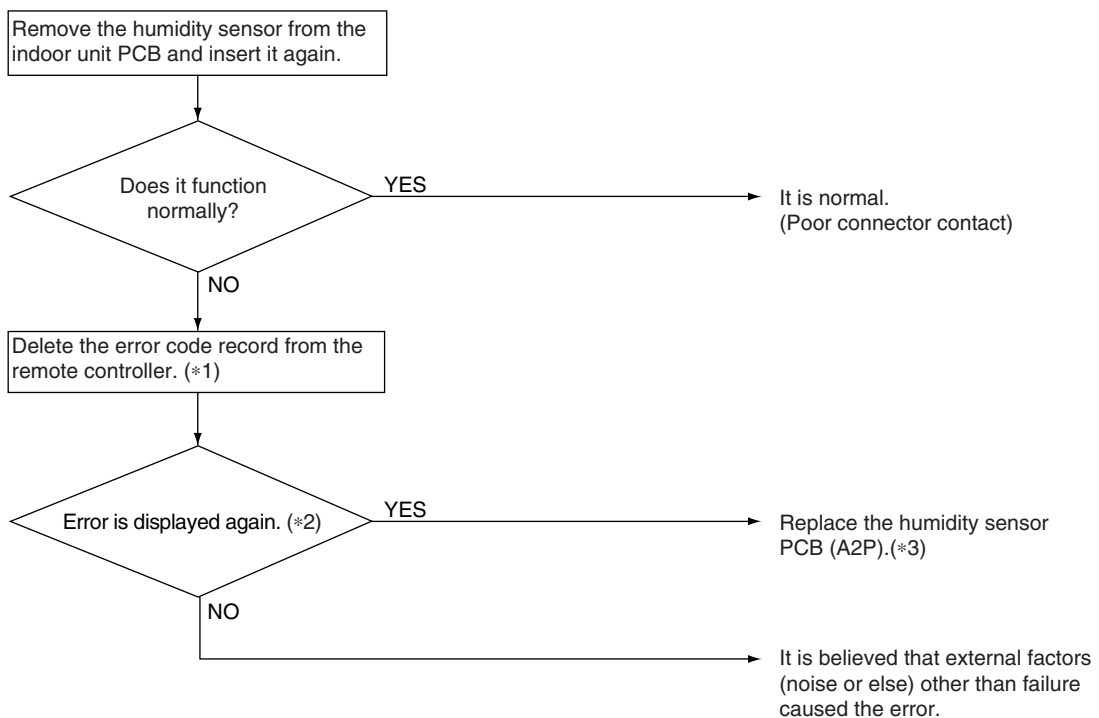 Remove the humidity sensor from the
indoor unit PCB and insert it again.
Does it function
normally?
YES
It is normal.
(Poor connector contact)
NO
Delete the error code record from the
remote controller. (*1)
Error is displayed again. (*2)
YES
Replace the humidity sensor
PCB (A2P).(*3)
NO
It is believed that external factors
(noise or else) other than failure
caused the error.